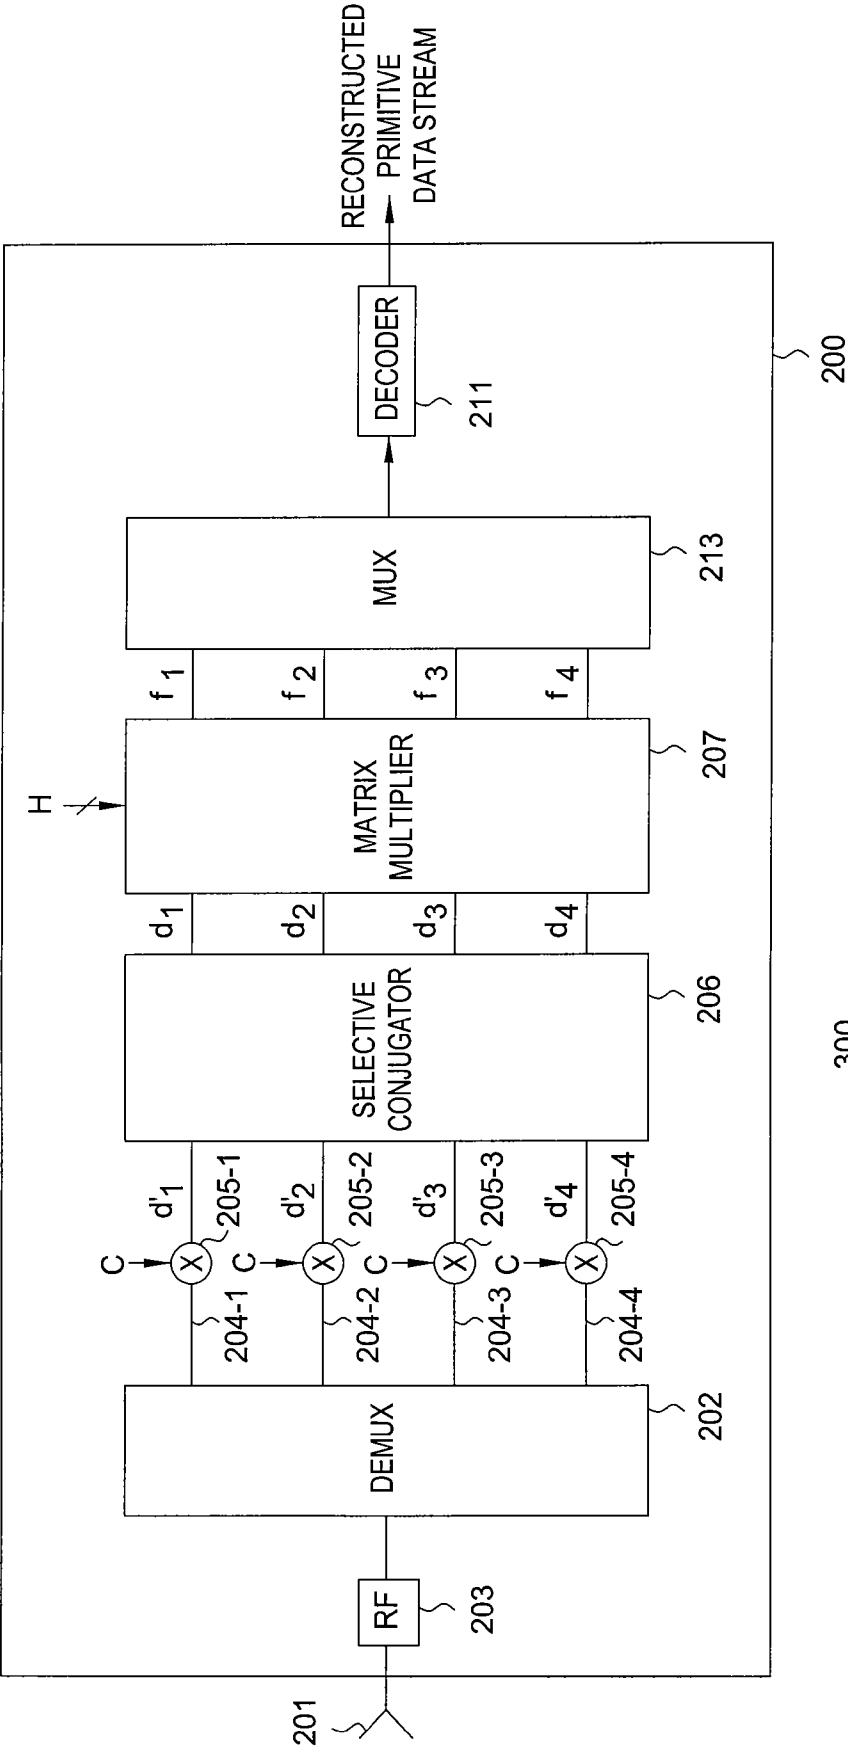 201
RF
203
DEMUX
202
204-1
204-2
204-3
204-4
C
X
205-1
C
X
205-2
C
X
205-3
C
X
205-4
d'1
d'2
d'3
d'4
SELECTIVE
CONJUGATOR
206
d1
d2
d3
d4
H
MATRIX
MULTIPLIER
207
f1
f2
f3
f4
MUX
213
DECODER
211
RECONSTRUCTED
PRIMITIVE
DATA STREAM
200
300